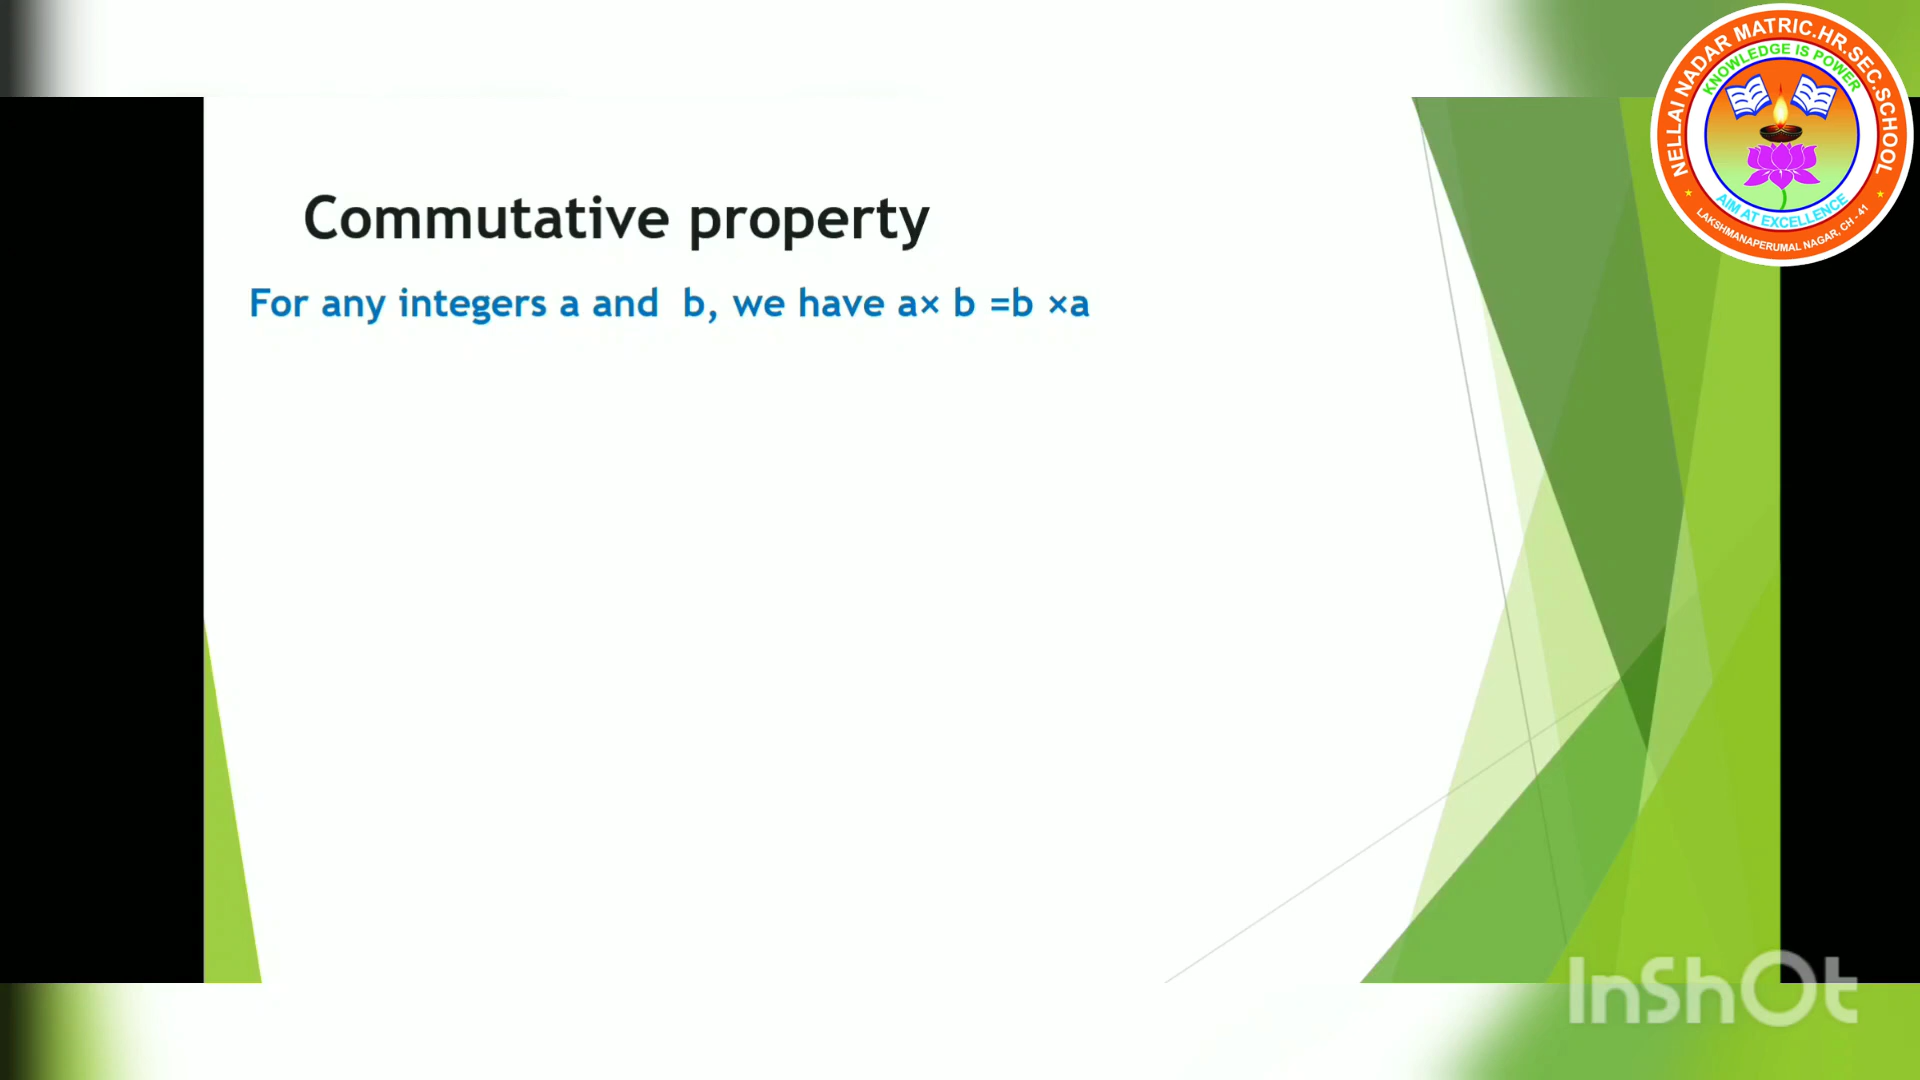 Commutative property
For any integers a and  b, we have a× b =b ×a
NELLAI NADAR MATRIC.HR.SEC.SCHOOL
KNOWLEDGE IS POWER
AIM AT EXCELLENCE
LAKSHMANAPERUMAL NAGAR, CH - 41
InShOt